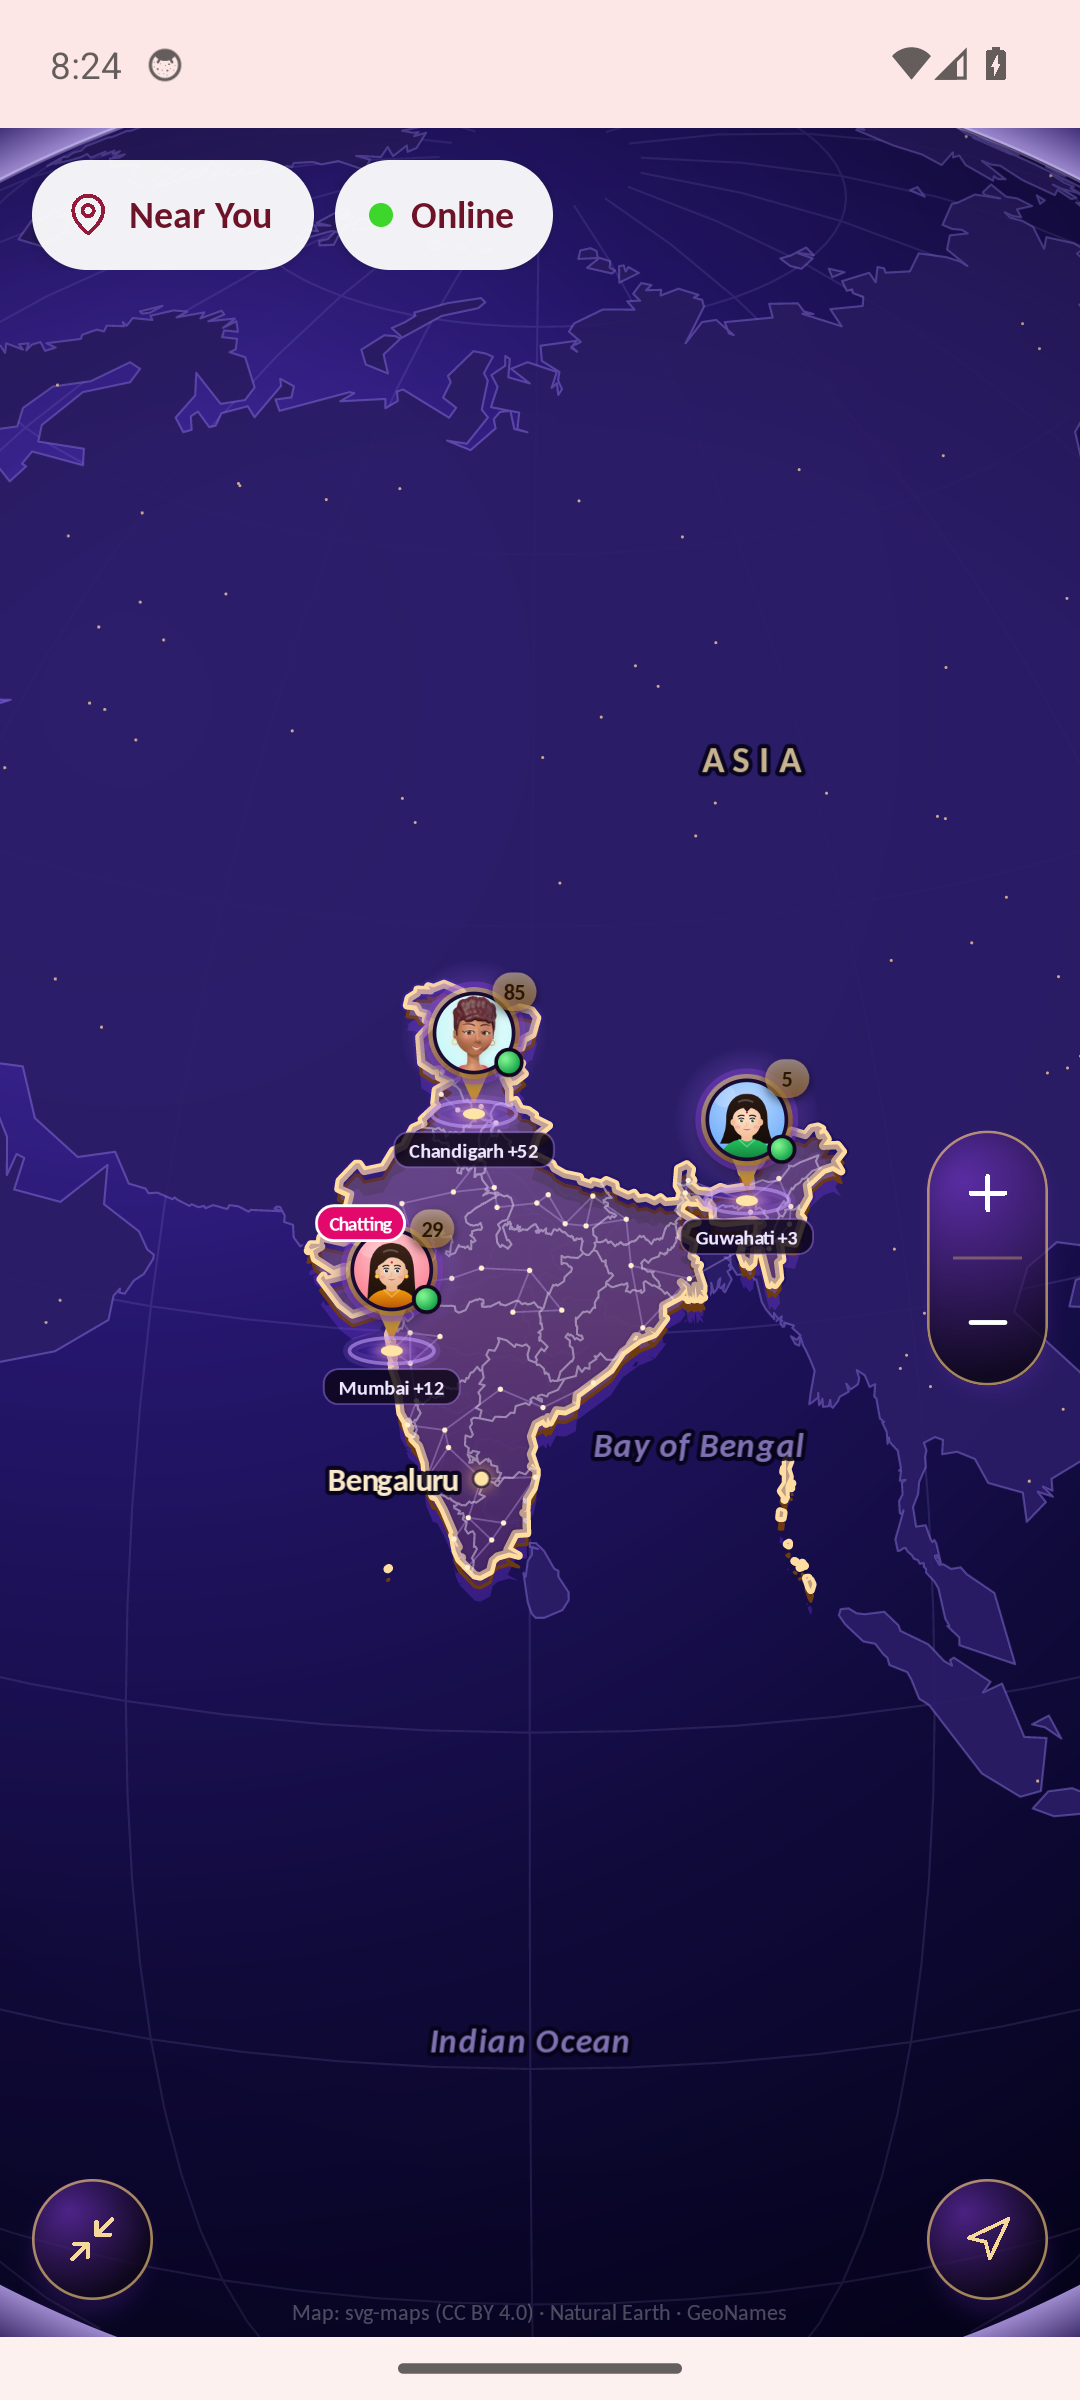 8:24
Near You
Online
ASIA
85
5
Chandigarh +52
Chatting
29
Guwahati +3
Mumbai +12
Bay of Bengal
Bengaluru
Indian Ocean
Map: svg-maps (CC BY 4.0) · Natural Earth · GeoNames